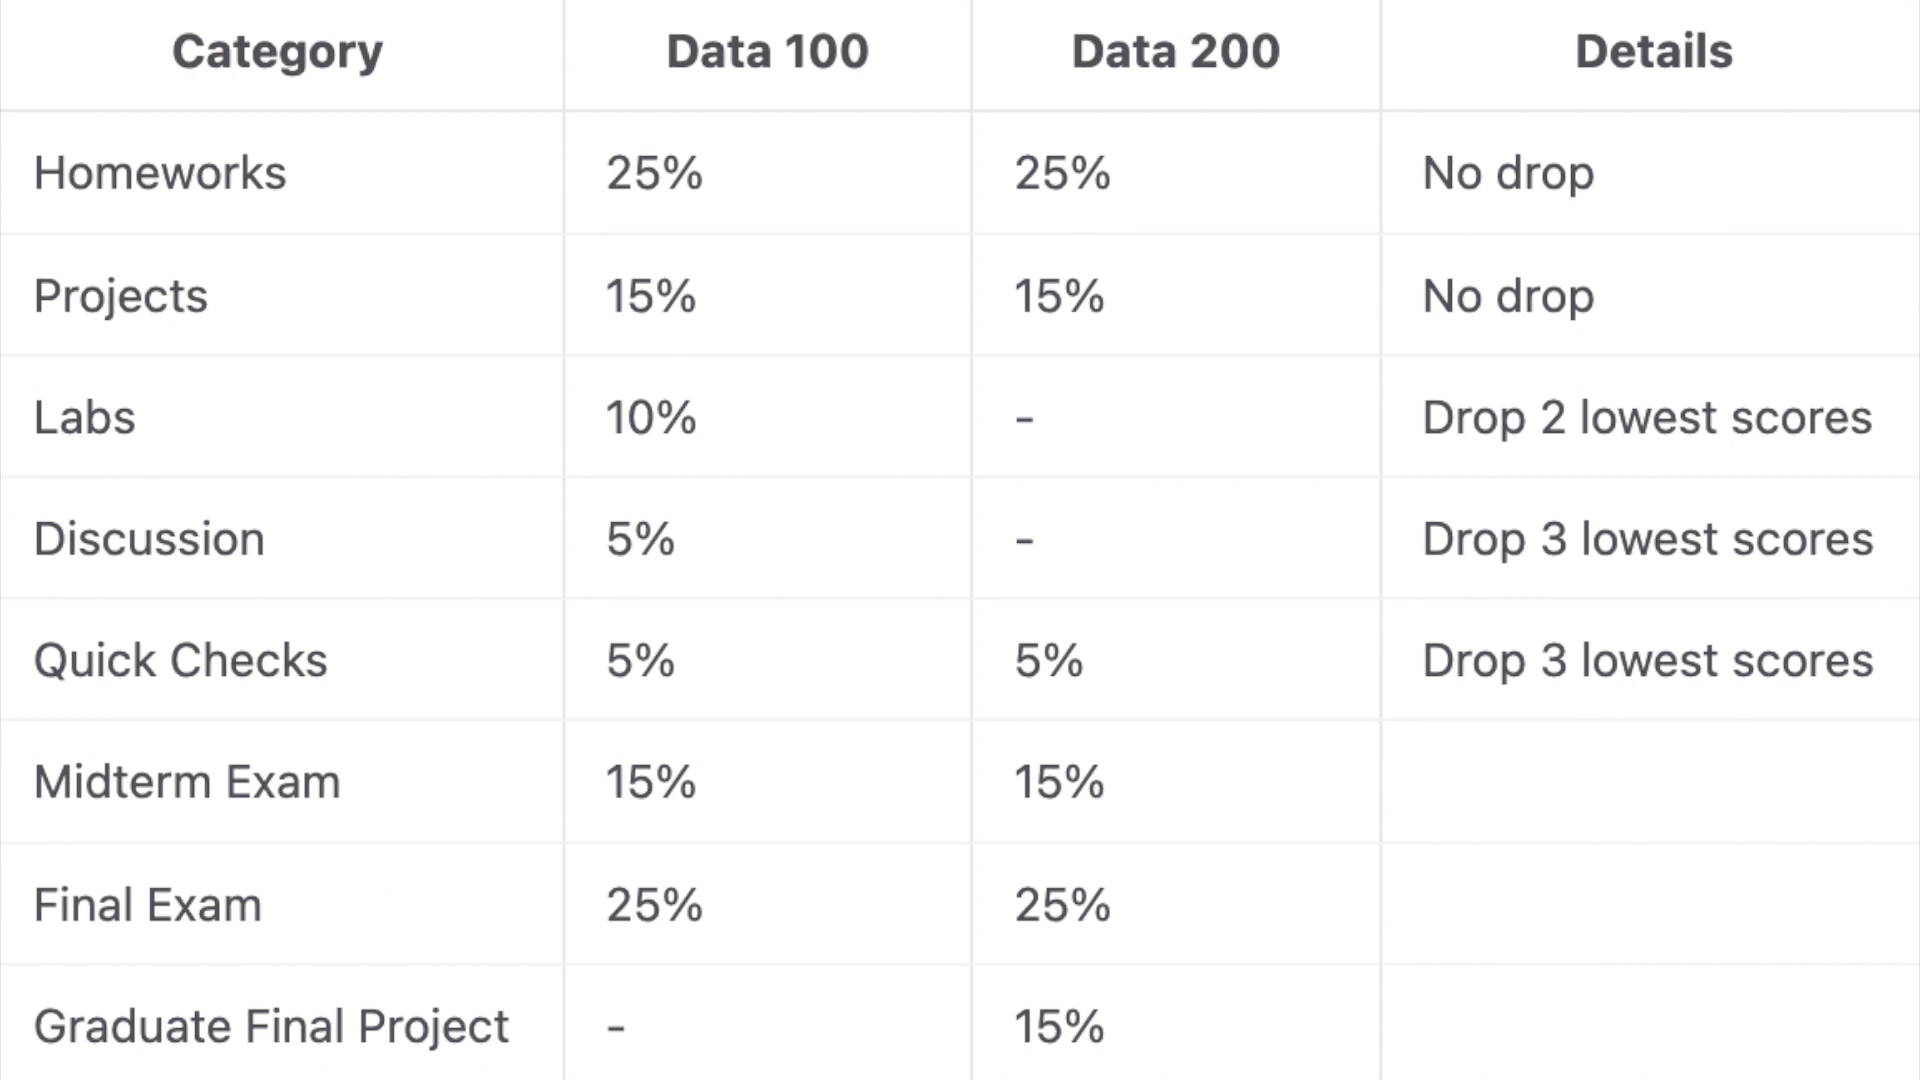 Category Data 100 Data 200 Details
Homeworks 25% 25% No drop
Projects 15% 15% No drop
Labs 10% - Drop 2 lowest scores
Discussion 5% - Drop 3 lowest scores
Quick Checks 5% 5% Drop 3 lowest scores
Midterm Exam 15% 15%
Final Exam 25% 25%
Graduate Final Project - 15%